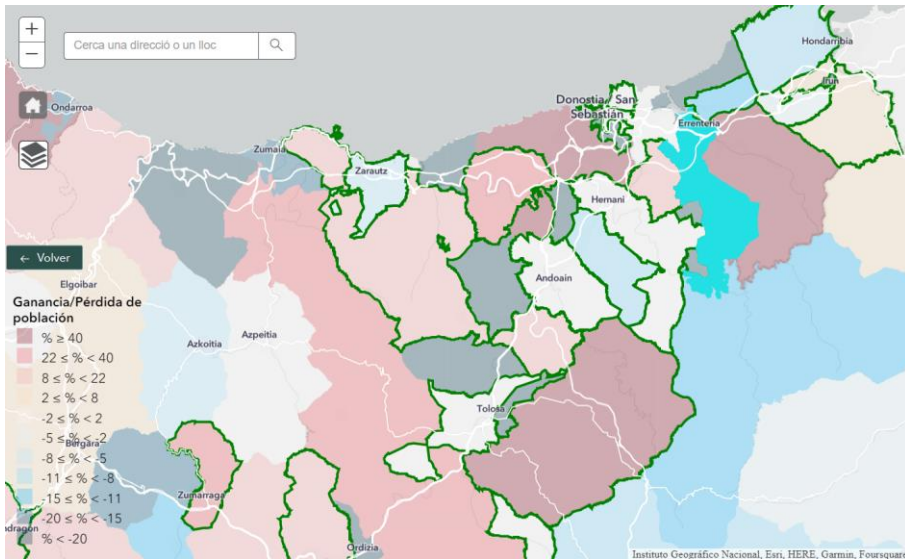 +
Cerca una direcció o un lloc
−
Hondarribia
Irun
Ondarroa
Donostia San
Sebastián
Errenteria
Zumaia
Zarautz
Hernani
← Volver
Elgoibar
Andoain
Ganancia/Pérdida de
población
% ≥ 40
22 ≤ % < 40
8 ≤ % < 22
2 ≤ % < 8
-2 ≤ % < 2
-5 ≤ % < -2
-8 ≤ % < -5
-11 ≤ % < -8
-15 ≤ % < -11
-20 ≤ % < -15
% < -20
Azkoitia
Azpeitia
Tolosa
Bergara
Zumarraga
ndragon
Ordizia
Instituto Geográfico Nacional, Esri, HERE, Garmin, Foursquare